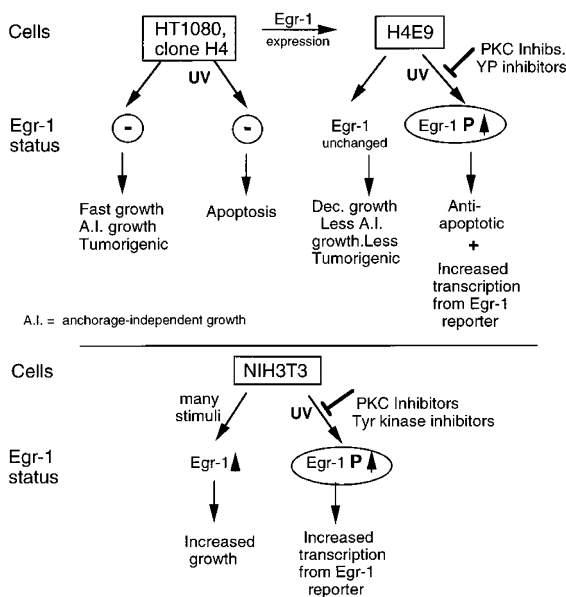 Cells
HT1080,
clone H4
Egr-1
expression
H4E9
PKC Inhibs.
YP inhibitors
UV
UV
Egr-1
status
-
-
Egr-1
unchanged
Egr-1 P
Fast growth
A.I. growth
Tumorigenic
Apoptosis
Dec. growth
Less A.I.
growth.Less
Tumorigenic
Anti-
apoptotic
+
Increased
transcription
from Egr-1
reporter
A.I. = anchorage-independent growth
Cells
NIH3T3
many
stimuli
UV
PKC Inhibitors
Tyr kinase inhibitors
Egr-1
status
Egr-1
Egr-1 P
Increased
growth
Increased
transcription
from Egr-1
reporter